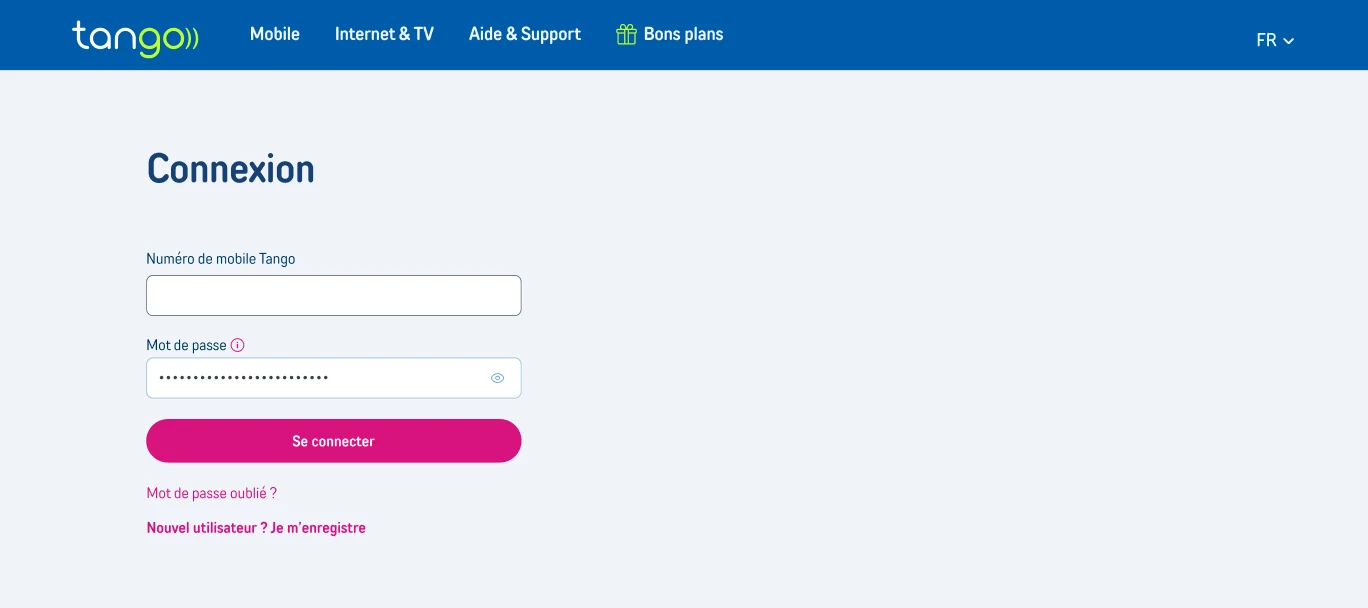 tango
Mobile
Internet & TV
Aide & Support
Bons plans
FR
Connexion
Numéro de mobile Tango
Mot de passe
•••••••••••••••••••••••••
Se connecter
Mot de passe oublié ?
Nouvel utilisateur ? Je m’enregistre